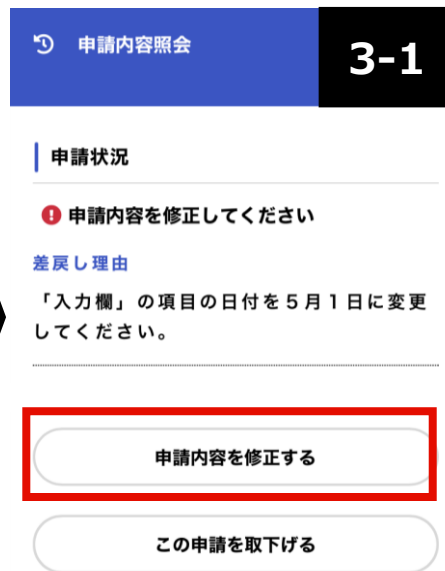 申請内容照会
3-1
申請状況
申請内容を修正してください
差戻し理由
「入力欄」の項目の日付を５月１日に変更
してください。
申請内容を修正する
この申請を取下げる